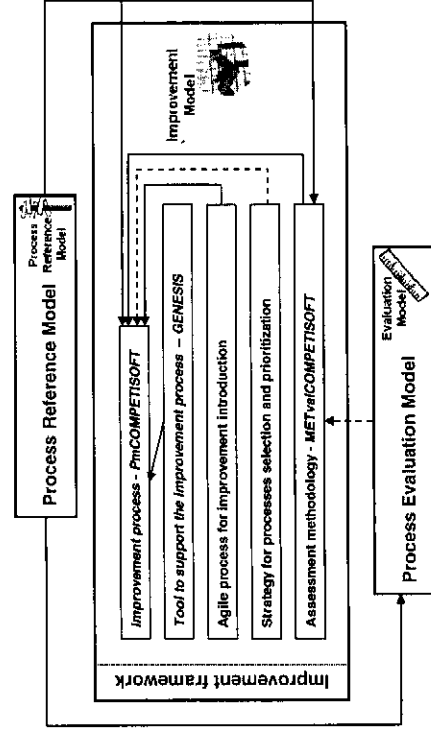 Process Reference Model
Process
Reference
Model
Improvement
Model
Improvement process - PmCOMPETISOFT
Tool to support the Improvement process – GENESIS
Agile process for improvement introduction
Strategy for processes selection and prioritization
Assessment methodology - METvalCOMPETISOFT
Improvement framework
Evaluation
Model
Process Evaluation Model